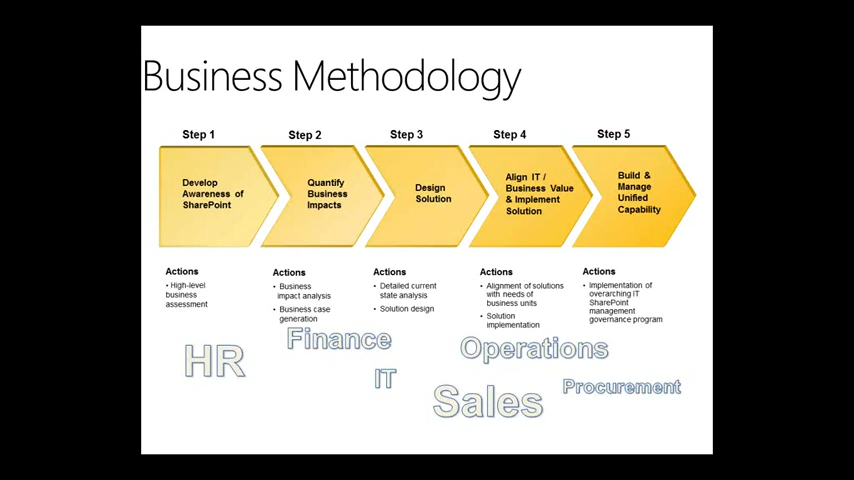 Business Methodology
Step 1
Step 2
Step 3
Step 4
Step 5
Develop
Awareness of
SharePoint
Quantify
Business
Impacts
Design
Solution
Align IT /
Business Value
& Implement
Solution
Build &
Manage
Unified
Capability
Actions
• High-level
business
assessment
Actions
• Business
impact analysis
• Business case
generation
Actions
• Detailed current
state analysis
• Solution design
Actions
• Alignment of solutions
with needs of
business units
• Solution
implementation
Actions
• Implementation of
overarching IT
SharePoint
management
governance program
HR
Finance
IT
Operations
Sales
Procurement